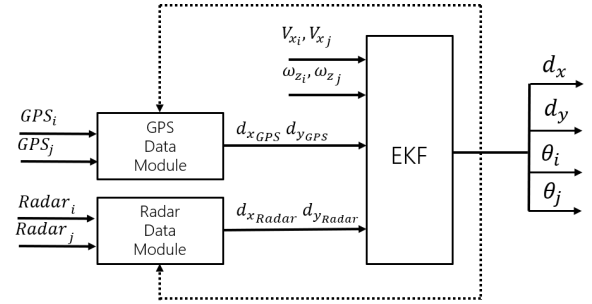 V_{x_i}, V_{x_j}
ω_{z_i}, ω_{z_j}
GPS_i
GPS_j
GPS
Data
Module
d_{x_{GPS}} d_{y_{GPS}}
EKF
Radar_i
Radar_j
Radar
Data
Module
d_{x_{Radar}} d_{y_{Radar}}
d_x
d_y
θ_i
θ_j